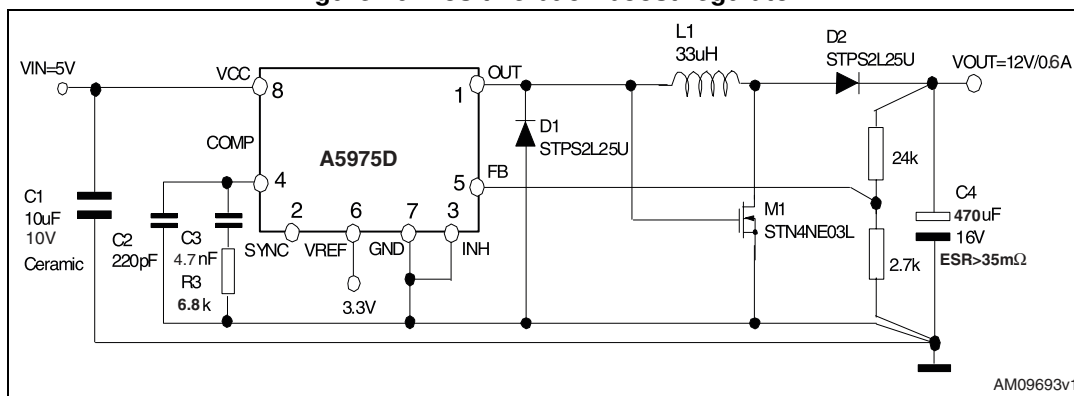 VIN=5V
VCC
8
COMP
4
A5975D
OUT
1
FB
5
2
6
7
3
SYNC
VREF
GND
INH
3.3V
C1
10uF
10V
Ceramic
C2
220pF
C3
4.7nF
R3
6.8k
D1
STPS2L25U
L1
33uH
D2
STPS2L25U
VOUT=12V/0.6A
M1
STN4NE03L
24k
2.7k
C4
470uF
16V
ESR>35mΩ
AM09693v1